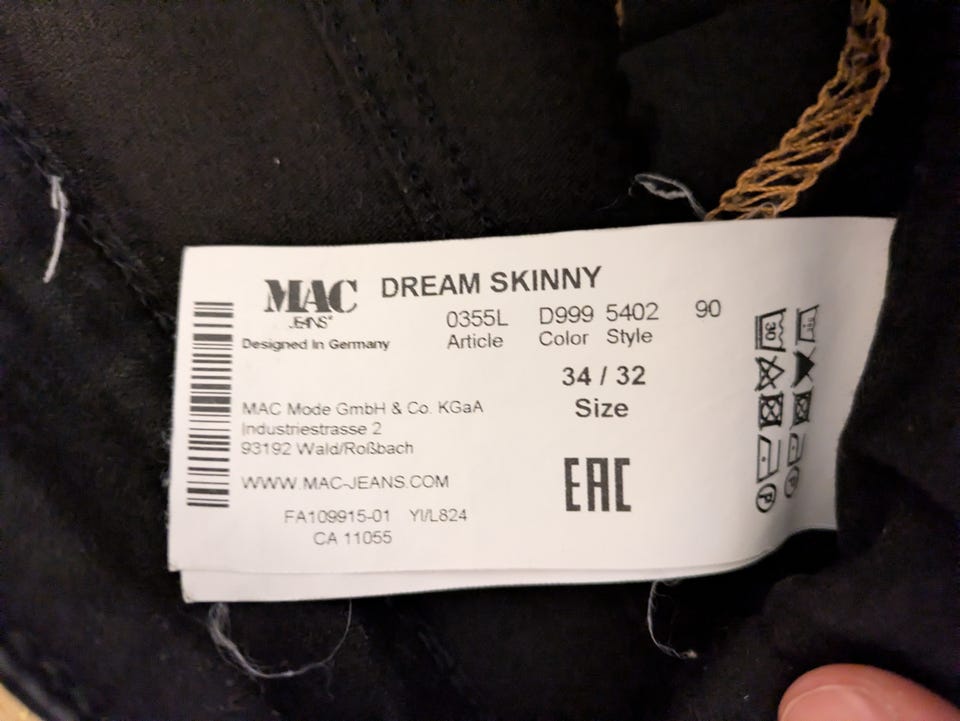 MAC
JEANS®
DREAM SKINNY
Designed in Germany
0355L D999 5402 90
Article Color Style
34 / 32
Size
MAC Mode GmbH & Co. KGaA
Industriestrasse 2
93192 Wald/Roßbach
WWW.MAC-JEANS.COM
FA109915-01 YI/L824
CA 11055
EAC
30
P
P